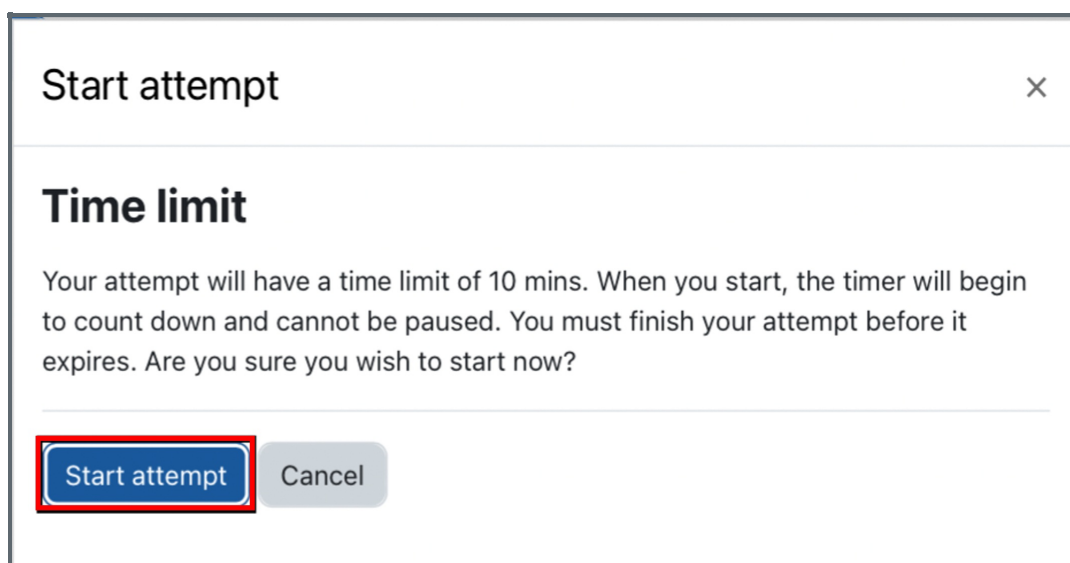 Start attempt
Time limit
Your attempt will have a time limit of 10 mins. When you start, the timer will begin
to count down and cannot be paused. You must finish your attempt before it
expires. Are you sure you wish to start now?
Start attempt Cancel